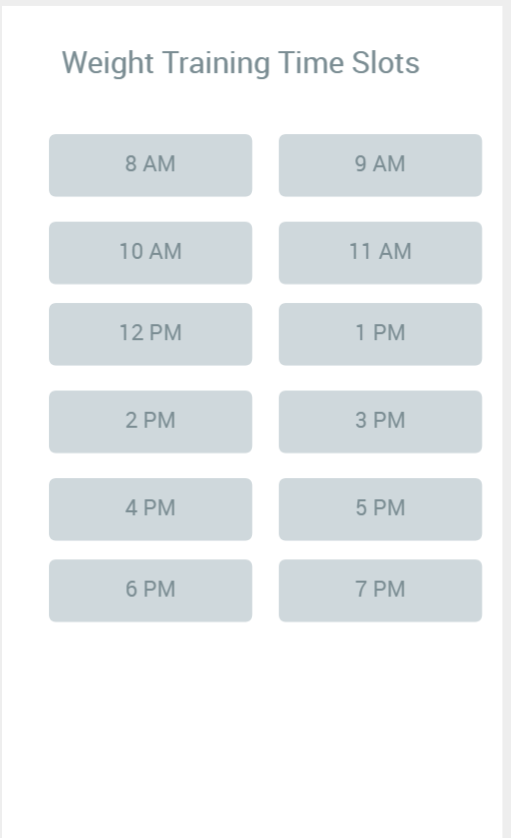 Weight Training Time Slots
8 AM
9 AM
10 AM
11 AM
12 PM
1 PM
2 PM
3 PM
4 PM
5 PM
6 PM
7 PM